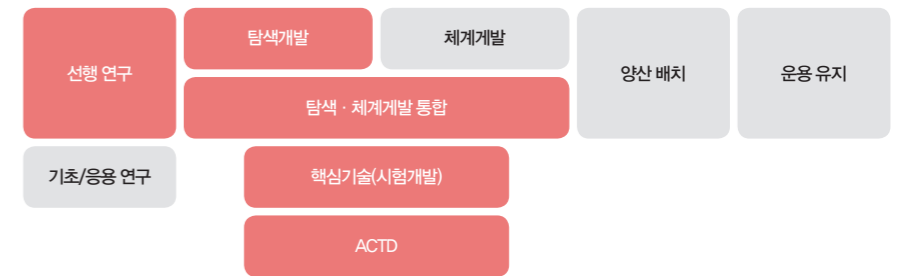 선행 연구
탐색개발
체계게발
양산 배치
운용 유지
탐색 · 체계게발 통합
기초/응용 연구
핵심기술(시험개발)
ACTD